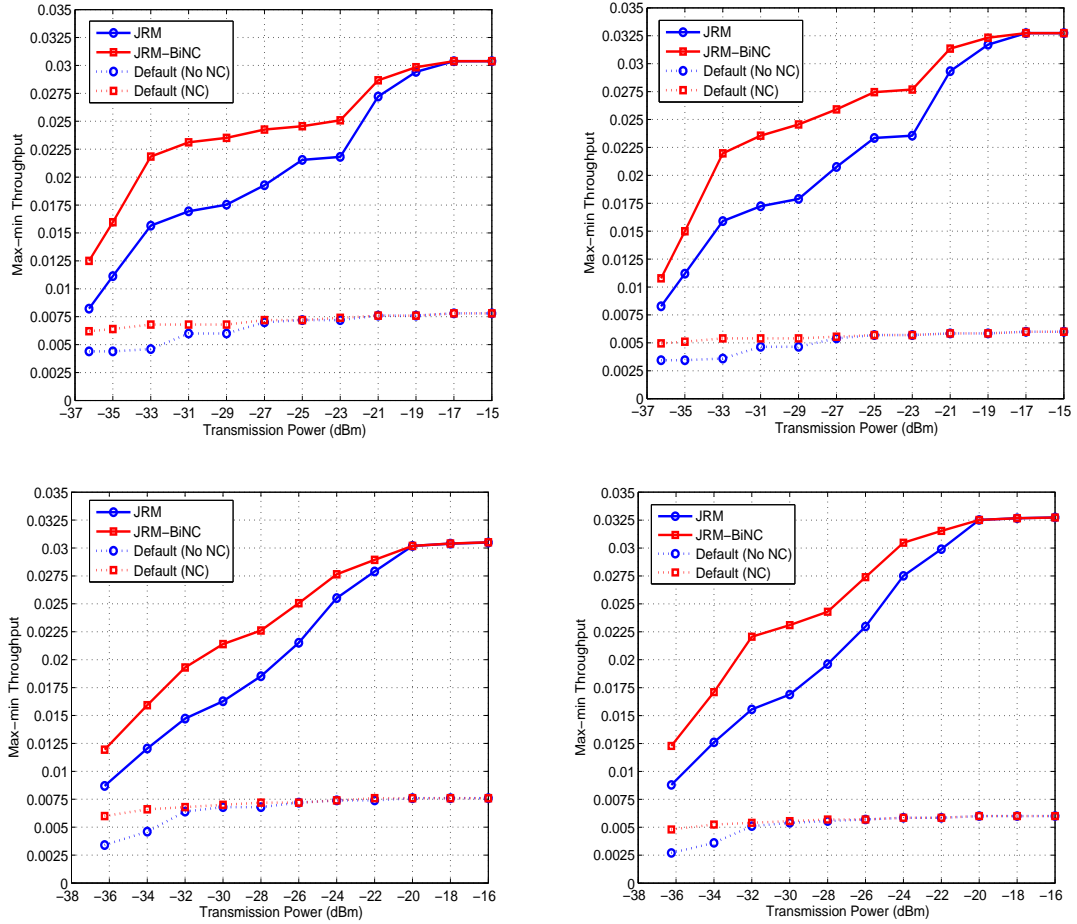 0.035
0.0325
0.03
0.0275
0.025
0.0225
0.02
0.0175
0.015
0.0125
0.01
0.0075
0.005
0.0025
0
Max−min Throughput
JRM
JRM−BiNC
Default (No NC)
Default (NC)
−37 −35 −33 −31 −29 −27 −25 −23 −21 −19 −17 −15
Transmission Power (dBm)
0.035
0.0325
0.03
0.0275
0.025
0.0225
0.02
0.0175
0.015
0.0125
0.01
0.0075
0.005
0.0025
0
Max−min Throughput
JRM
JRM−BiNC
Default (No NC)
Default (NC)
−37 −35 −33 −31 −29 −27 −25 −23 −21 −19 −17 −15
Transmission Power (dBm)
0.035
0.0325
0.03
0.0275
0.025
0.0225
0.02
0.0175
0.015
0.0125
0.01
0.0075
0.005
0.0025
0
Max−min Throughput
JRM
JRM−BiNC
Default (No NC)
Default (NC)
−38 −36 −34 −32 −30 −28 −26 −24 −22 −20 −18 −16
Transmission Power (dBm)
0.035
0.0325
0.03
0.0275
0.025
0.0225
0.02
0.0175
0.015
0.0125
0.01
0.0075
0.005
0.0025
0
Max−min Throughput
JRM
JRM−BiNC
Default (No NC)
Default (NC)
−38 −36 −34 −32 −30 −28 −26 −24 −22 −20 −18 −16
Transmission Power (dBm)